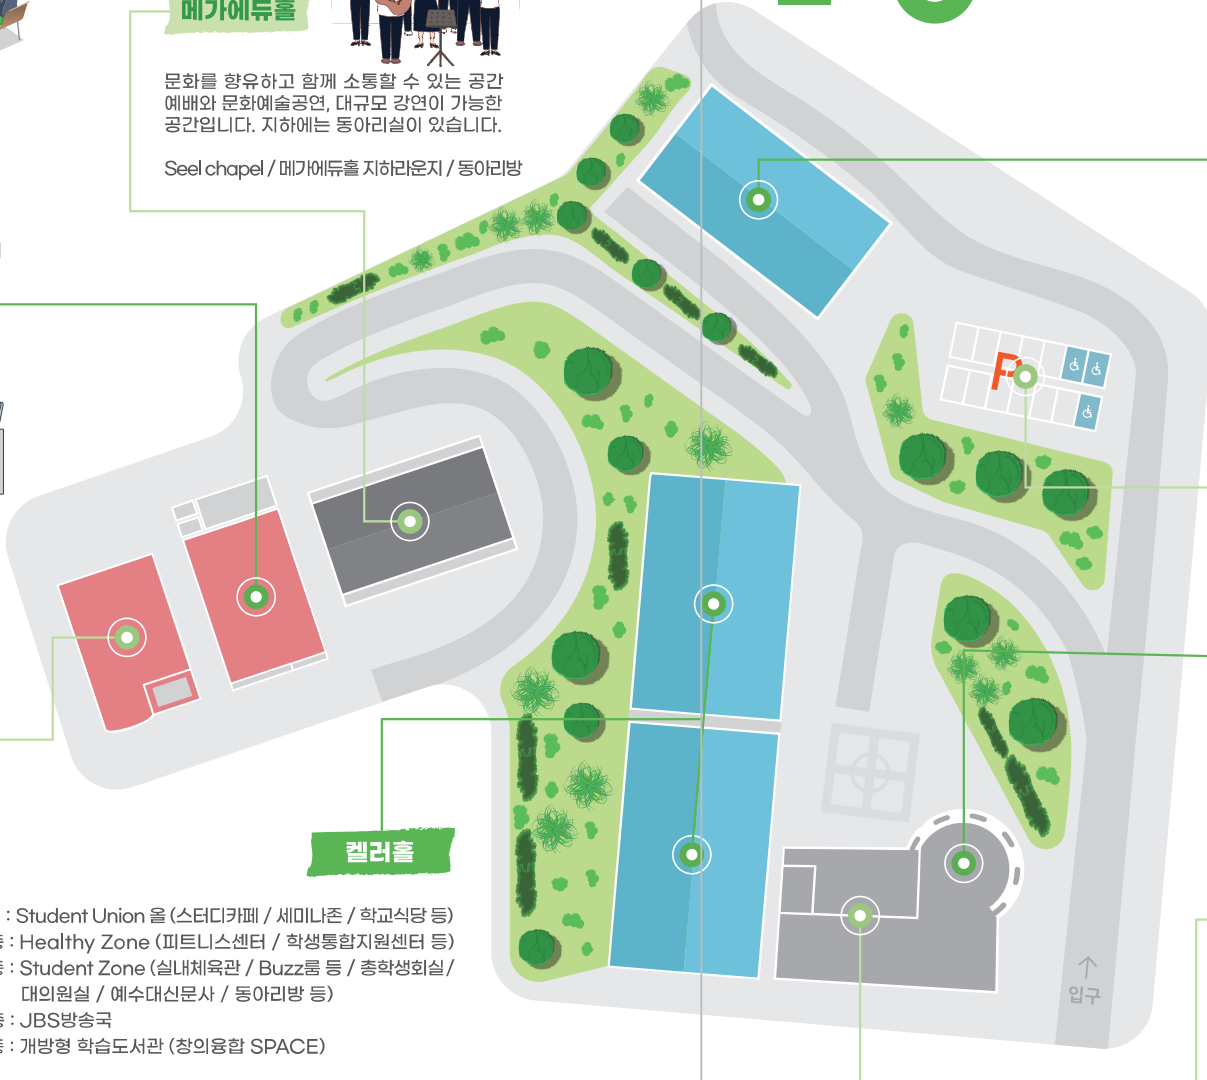 메가에듀홀
문화를 향유하고 함께 소통할 수 있는 공간
예배와 문화예술공연, 대규모 강연이 가능한
공간입니다. 지하에는 동아리실이 있습니다.
Seel chapel / 메가에듀홀 지하라운지 / 동아리방
P
켈러홀
: Student Union 올 (스터디카페 / 세미나존 / 학교식당 등)
층 : Healthy Zone (피트니스센터 / 학생통합지원센터 등)
층 : Student Zone (실내체육관 / Buzz룸 등 / 총학생회실/
대의원실 / 예수대신문사 / 동아리방 등)
층 : JBS방송국
층 : 개방형 학습도서관 (창의융합 SPACE)
입구